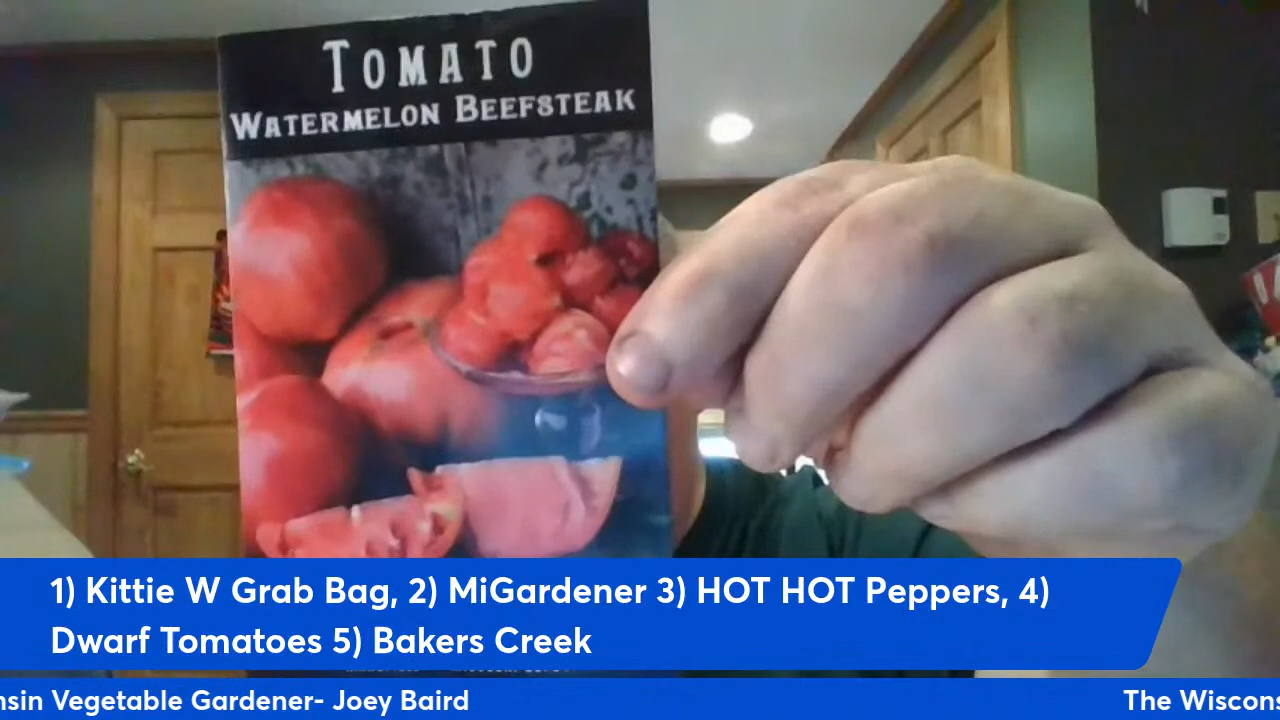 TOMATO
WATERMELON BEEFSTEAK
1) Kittie W Grab Bag, 2) MiGardener 3) HOT HOT Peppers, 4)
Dwarf Tomatoes 5) Bakers Creek
nsin Vegetable Gardener- Joey Baird
The Wiscons